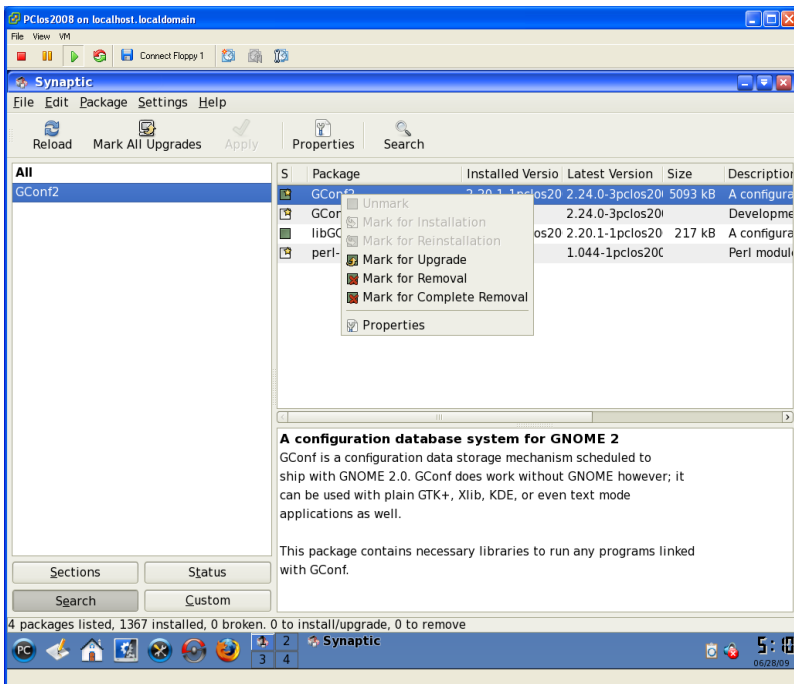 PClos2008 on localhost.localdomain
File View VM
Connect Floppy 1
Synaptic
File Edit Package Settings Help
Reload Mark All Upgrades Apply Properties Search
All
GConf2
S Package Installed Versio Latest Version Size Description
GConf2 2.20.1-1pclos20 2.24.0-3pclos20 5093 kB A configura
GCon 2.24.0-3pclos20 Developme
libGC os20 2.20.1-1pclos20 217 kB A configura
perl- 1.044-1pclos200 Perl modul
Unmark
Mark for Installation
Mark for Reinstallation
Mark for Upgrade
Mark for Removal
Mark for Complete Removal
Properties
A configuration database system for GNOME 2
GConf is a configuration data storage mechanism scheduled to
ship with GNOME 2.0. GConf does work without GNOME however; it
can be used with plain GTK+, Xlib, KDE, or even text mode
applications as well.
This package contains necessary libraries to run any programs linked
with GConf.
Sections Status
Search Custom
4 packages listed, 1367 installed, 0 broken. 0 to install/upgrade, 0 to remove
PC 2 3 4 Synaptic 5:10
06/28/09